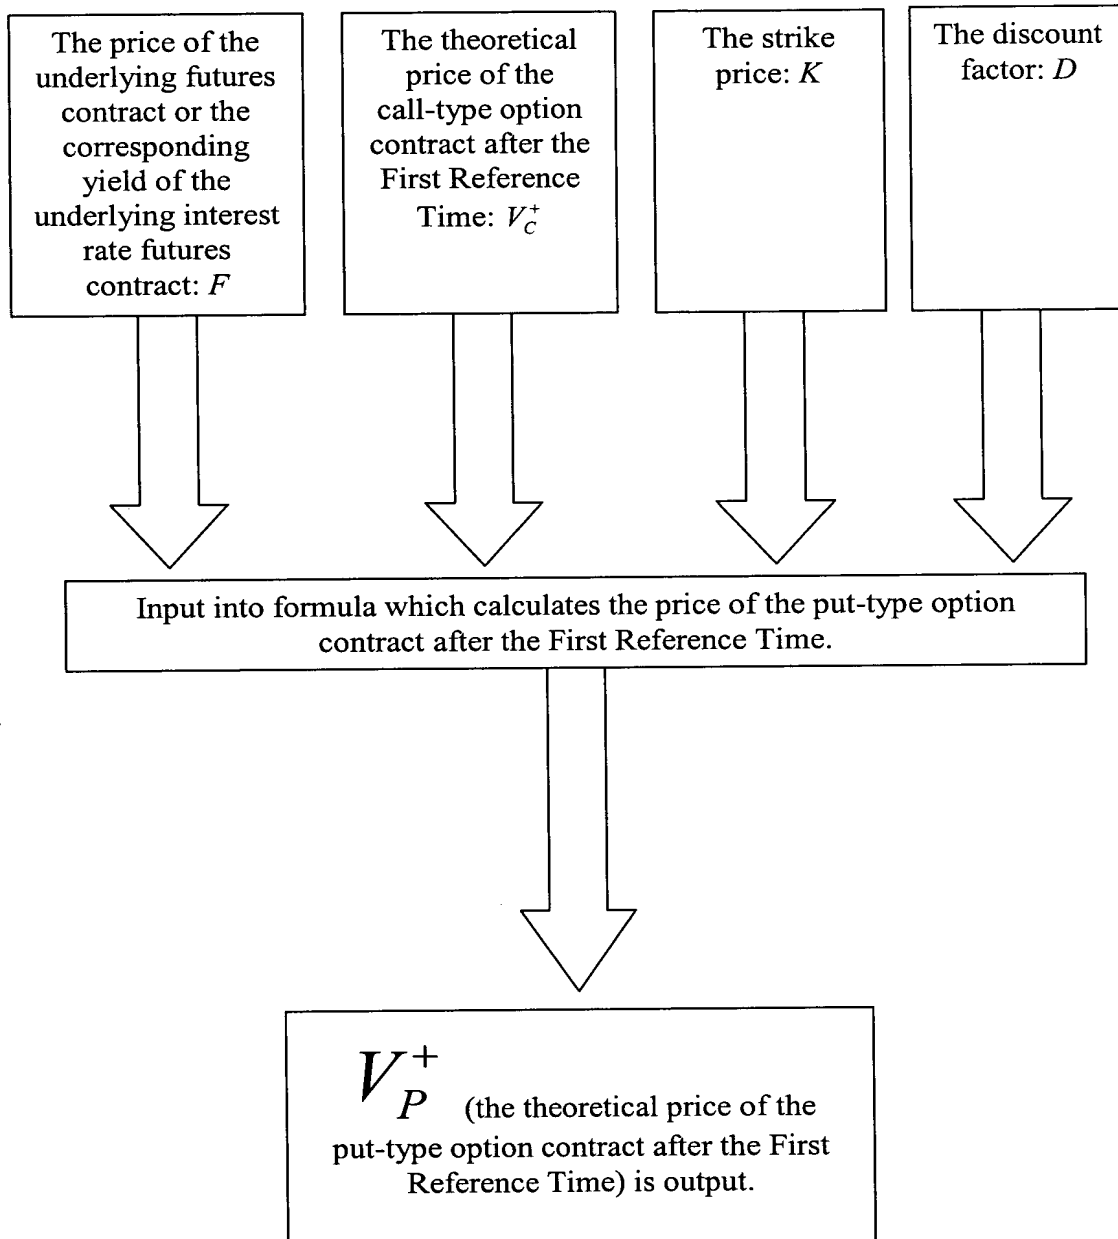 The price of the
underlying futures
contract or the
corresponding
yield of the
underlying interest
rate futures
contract: F
The theoretical
price of the
call-type option
contract after the
First Reference
Time: V_C^+
The strike
price: K
The discount
factor: D
Input into formula which calculates the price of the put-type option
contract after the First Reference Time.
V_P^+ (the theoretical price of the
put-type option contract after the First
Reference Time) is output.